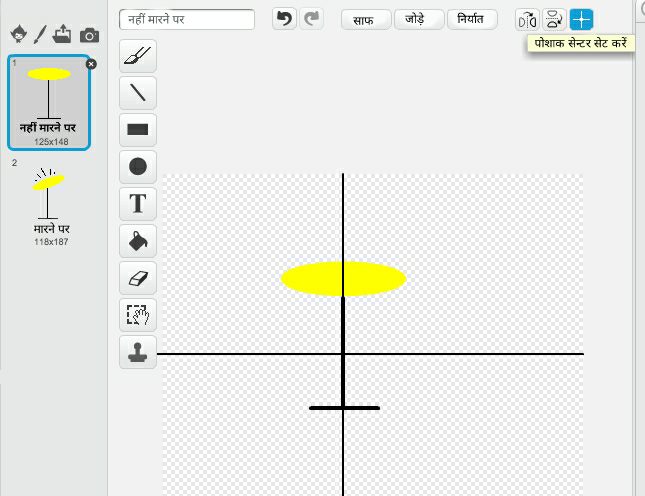 नहीं मारने पर
साफ
जोड़े
निर्यात
पोशाक सेन्टर सेट करें
1
नहीं मारने पर
125x148
2
मारने पर
118x187
T